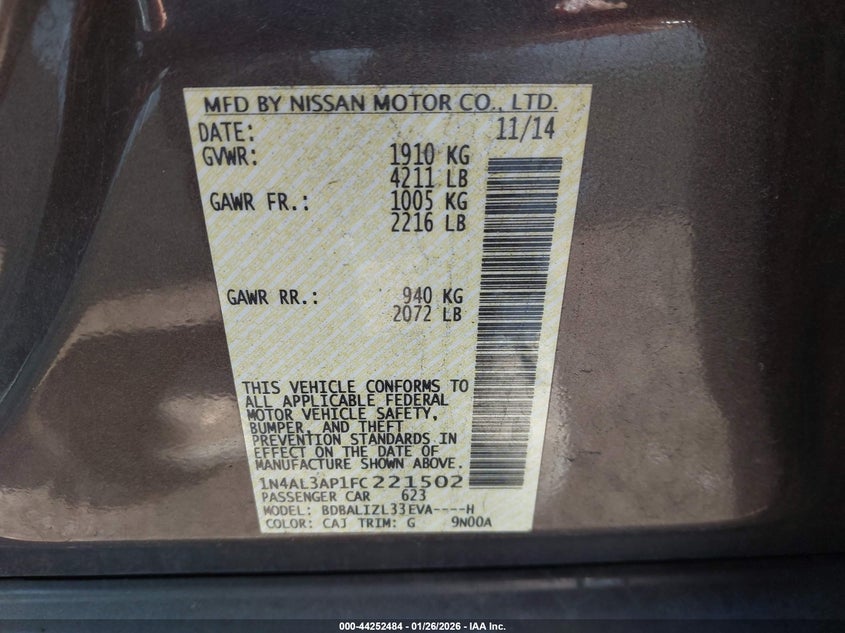 MFD BY NISSAN MOTOR CO., LTD.
DATE: 11/14
GVWR: 1910 KG
4211 LB
GAWR FR.: 1005 KG
2216 LB
GAWR RR.: 940 KG
2072 LB
THIS VEHICLE CONFORMS TO
ALL APPLICABLE FEDERAL
MOTOR VEHICLE SAFETY,
BUMPER, AND THEFT
PREVENTION STANDARDS IN
EFFECT ON THE DATE OF
MANUFACTURE SHOWN ABOVE.
1N4AL3AP1FC221502
PASSENGER CAR 623
MODEL: BDBALIZL33EVA----H
COLOR: CAJ TRIM: G 9N00A
000-44252484 - 01/26/2026 - IAA Inc.